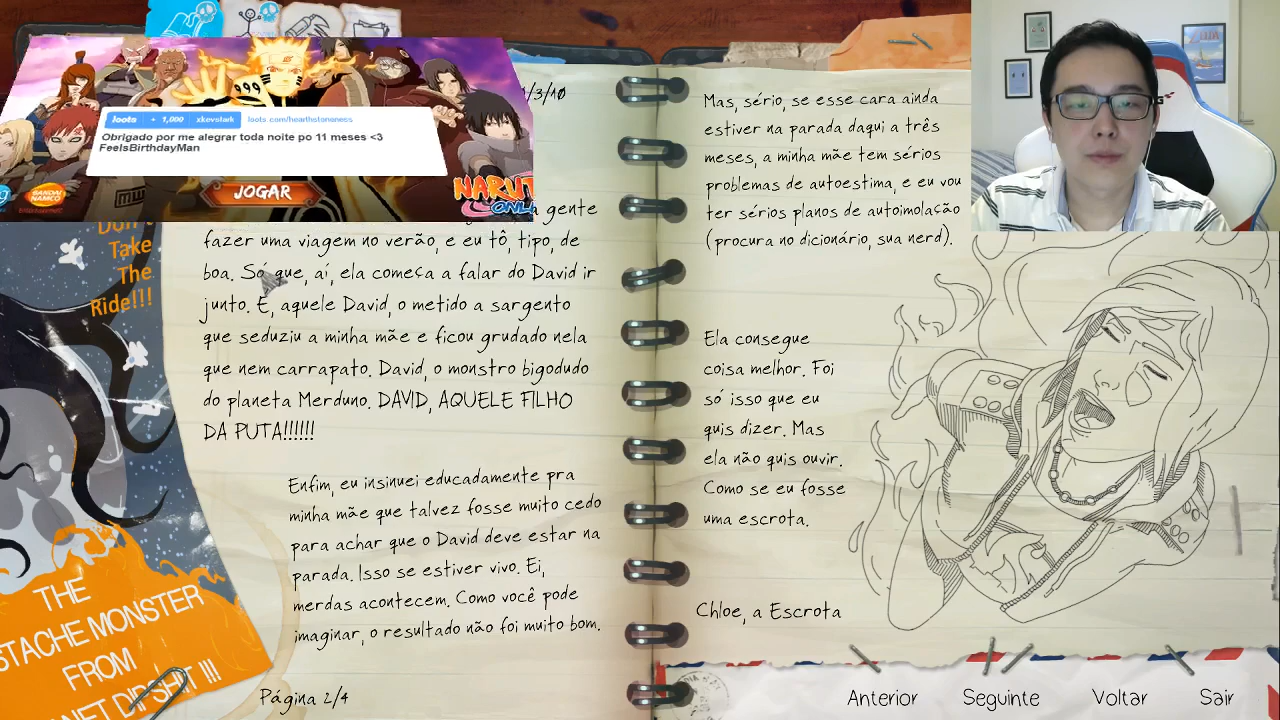 loots + 1,000 xkevstark loots.com/hearthstoneness
Obrigado por me alegrar toda noite po 11 meses <3
FeelsBirthdayMan
BANDAI
NAMCO
JOGAR
/3/10
a gente
fazer uma viagem no verão, e eu tô, tipo, de
boa. Só que, aí, ela começa a falar do David ir
junto. É, aquele David, o metido a sargento
que seduziu a minha mãe e ficou grudado nela
que nem carrapato. David, o monstro bigodudo
do planeta Merduno. DAVID, AQUELE FILHO
DA PUTA!!!!!!
Enfim, eu insinuei educadamente pra
minha mãe que talvez fosse muito cedo
para achar que o David deve estar na
parada. Isso se estiver vivo. Ei,
merdas acontecem. Como você pode
imaginar, o resultado não foi muito bom.
Página 2/4
Take
The
Ride!!!
THE
STACHE MONSTER
FROM
Mas, sério, se esse cara ainda
estiver na parada daqui a três
meses, a minha mãe tem sérios
problemas de autoestima, e eu vou
ter sérios planos de autoimolação
(procura no dicionário, sua nerd).
Ela consegue
coisa melhor. Foi
só isso que eu
quis dizer. Mas
ela não quis ouvir.
Como se eu fosse
uma escrota.
Chloe, a Escrota
Anterior Seguinte Voltar Sair